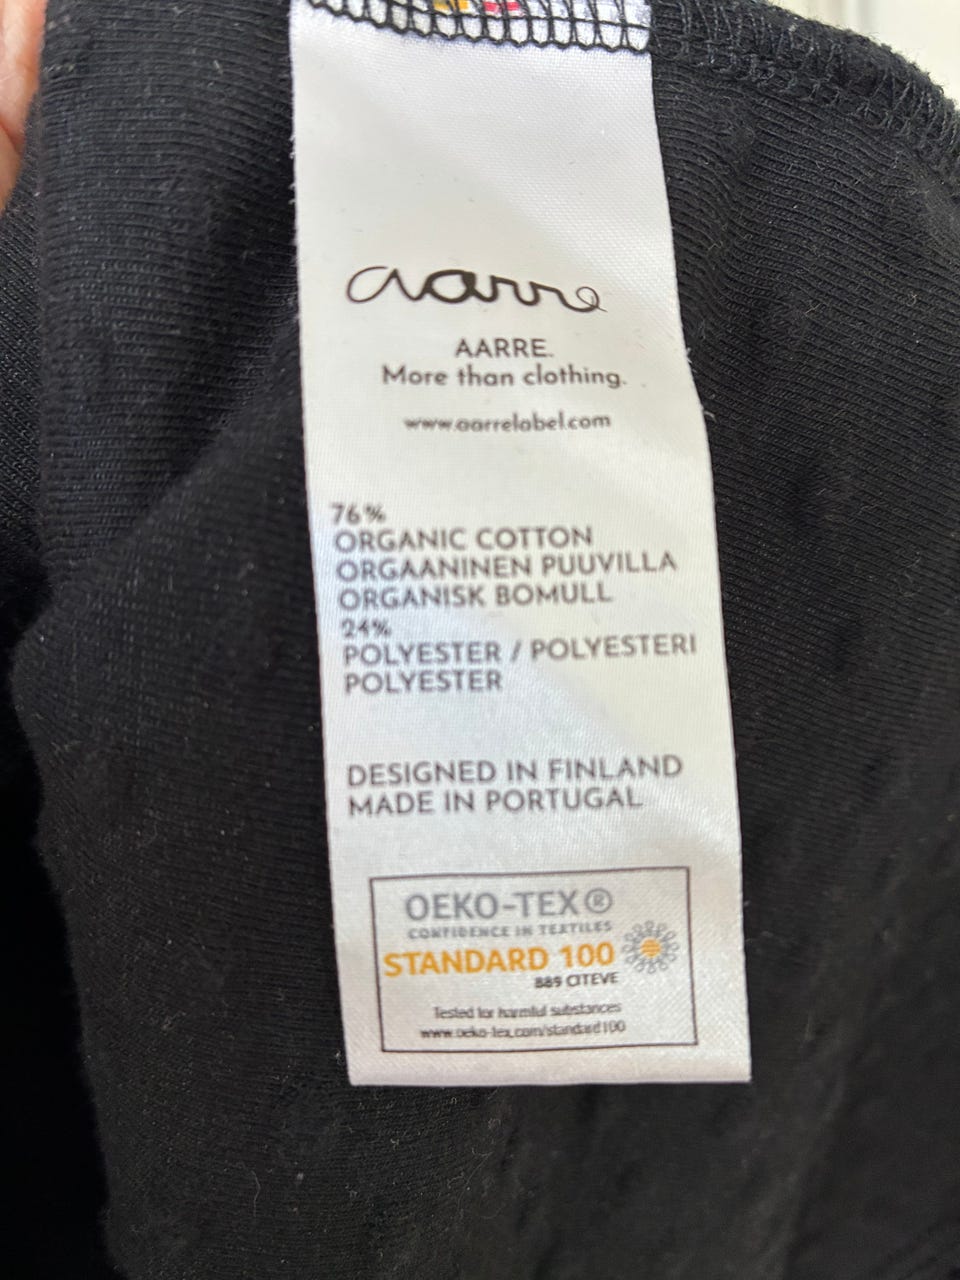 aarre
AARRE.
More than clothing.
www.aarrelabel.com
76%
ORGANIC COTTON
ORGAANINEN PUUVILLA
ORGANISK BOMULL
24%
POLYESTER / POLYESTERI
POLYESTER
DESIGNED IN FINLAND
MADE IN PORTUGAL
OEKO-TEX®
CONFIDENCE IN TEXTILES
STANDARD 100
889 CITEVE
Tested for harmful substances
www.oeko-tex.com/standard100